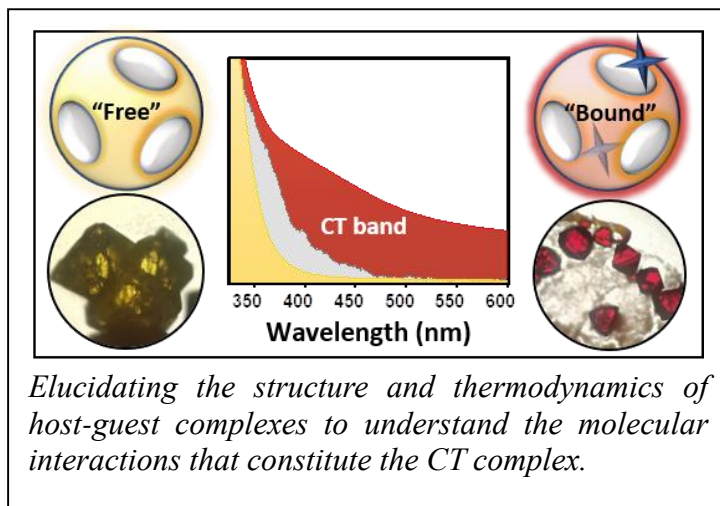 “Free”
“Bound”
CT band
350 400 450 500 550 600
Wavelength (nm)
Elucidating the structure and thermodynamics of
host-guest complexes to understand the molecular
interactions that constitute the CT complex.